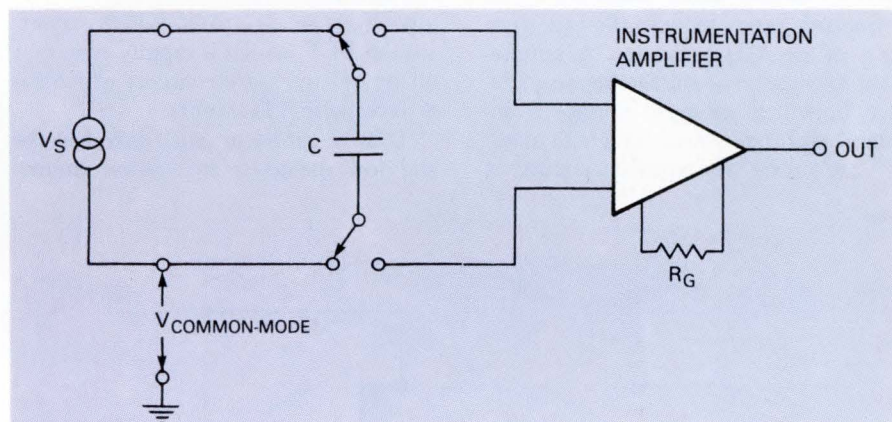 INSTRUMENTATION
AMPLIFIER
V_S
C
OUT
R_G
V_COMMON-MODE